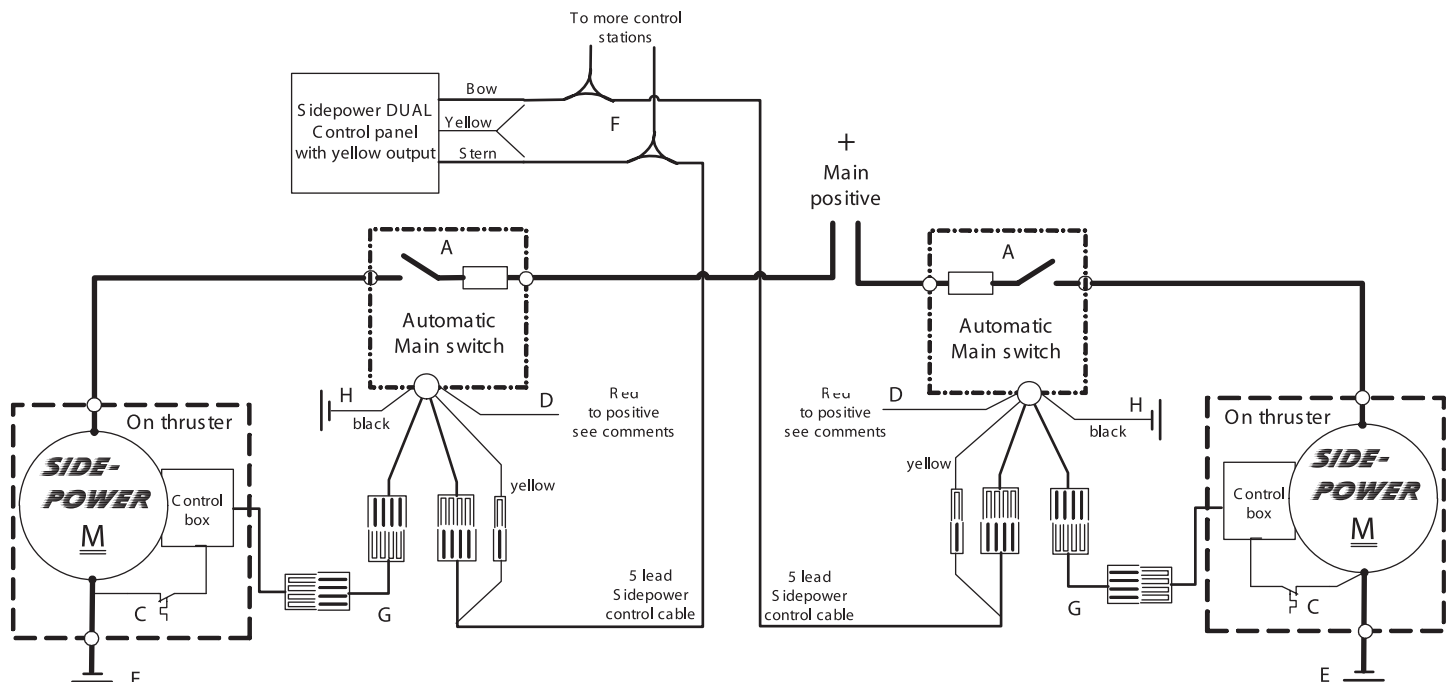 To more control
stations
Sidepower DUAL
Control panel
with yellow output
Bow
Yellow
Stern
F
+
Main
positive
A
Automatic
Main switch
A
Automatic
Main switch
H
black
D
Red
to positive
see comments
Red
to positive
see comments
D
H
black
On thruster
SIDE-
POWER
M
Control
box
C
yellow
G
5 lead
Sidepower
control cable
5 lead
Sidepower
control cable
yellow
G
On thruster
Control
box
SIDE-
POWER
M
C
E
E